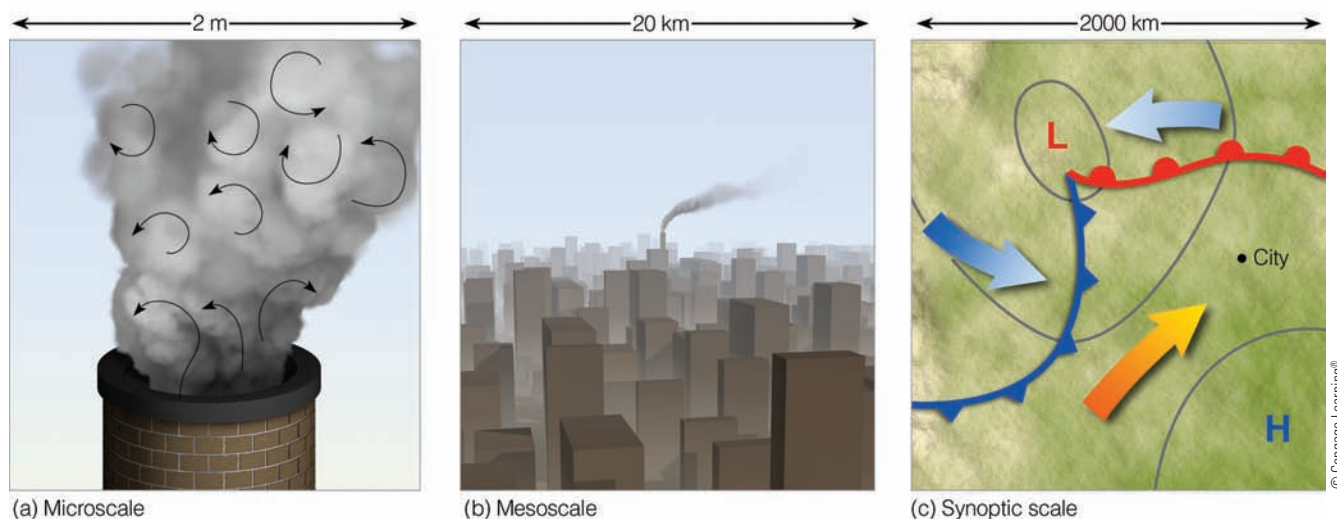 2 m
20 km
2000 km
L
City
H
© Cengage Learning®
(a) Microscale
(b) Mesoscale
(c) Synoptic scale